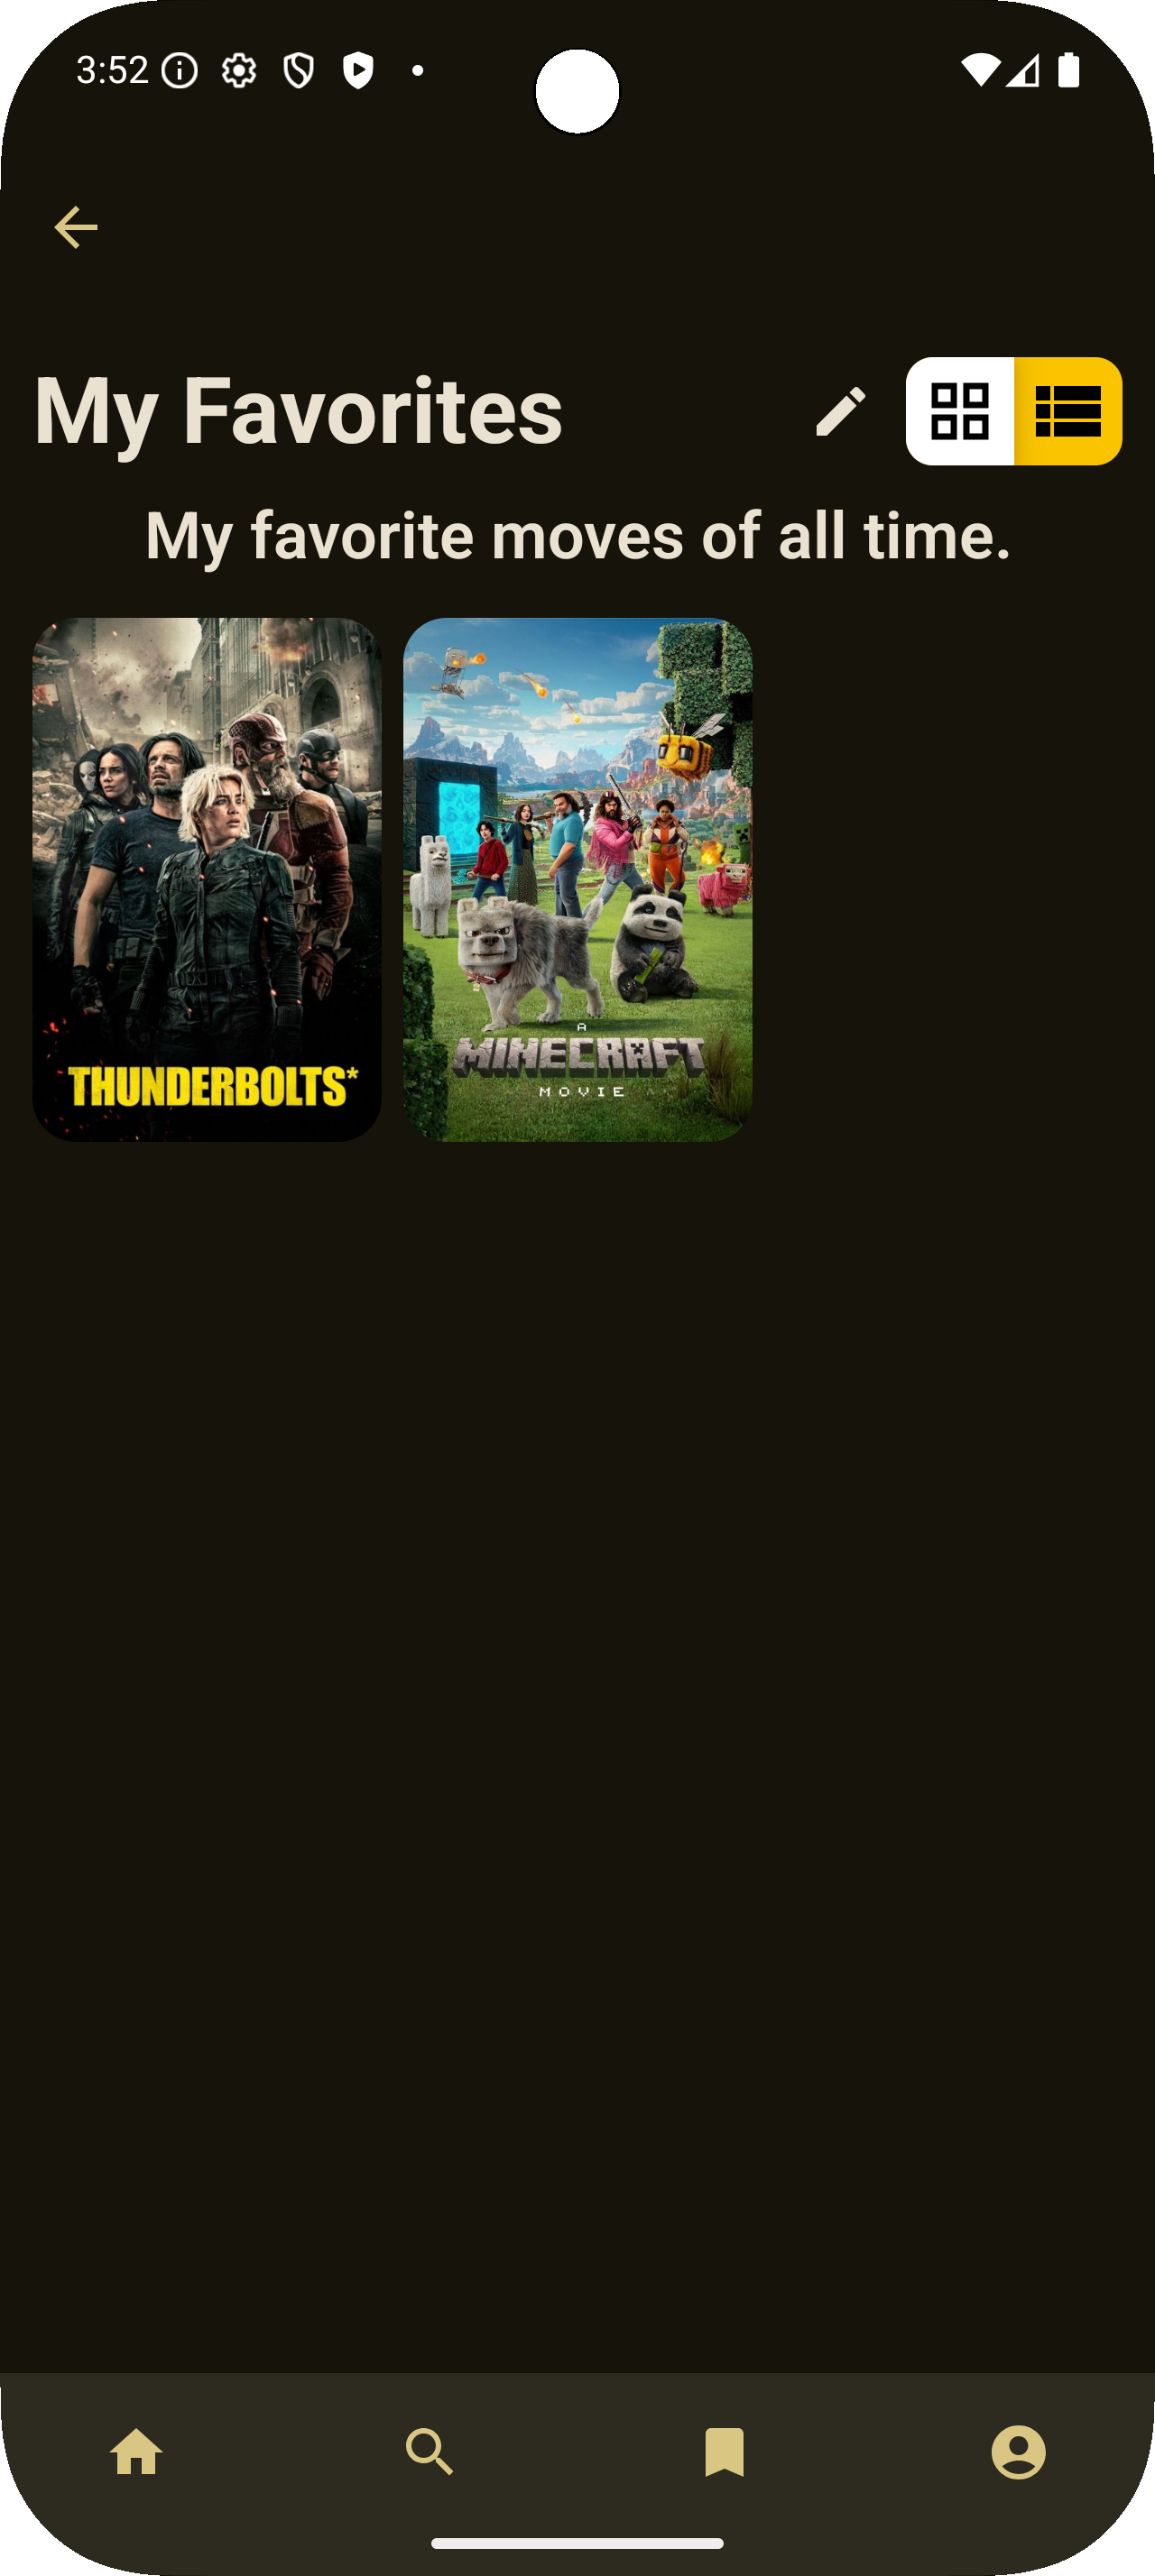 3:52
My Favorites
My favorite moves of all time.
THUNDERBOLTS*
A
MINECRAFT
MOVIE